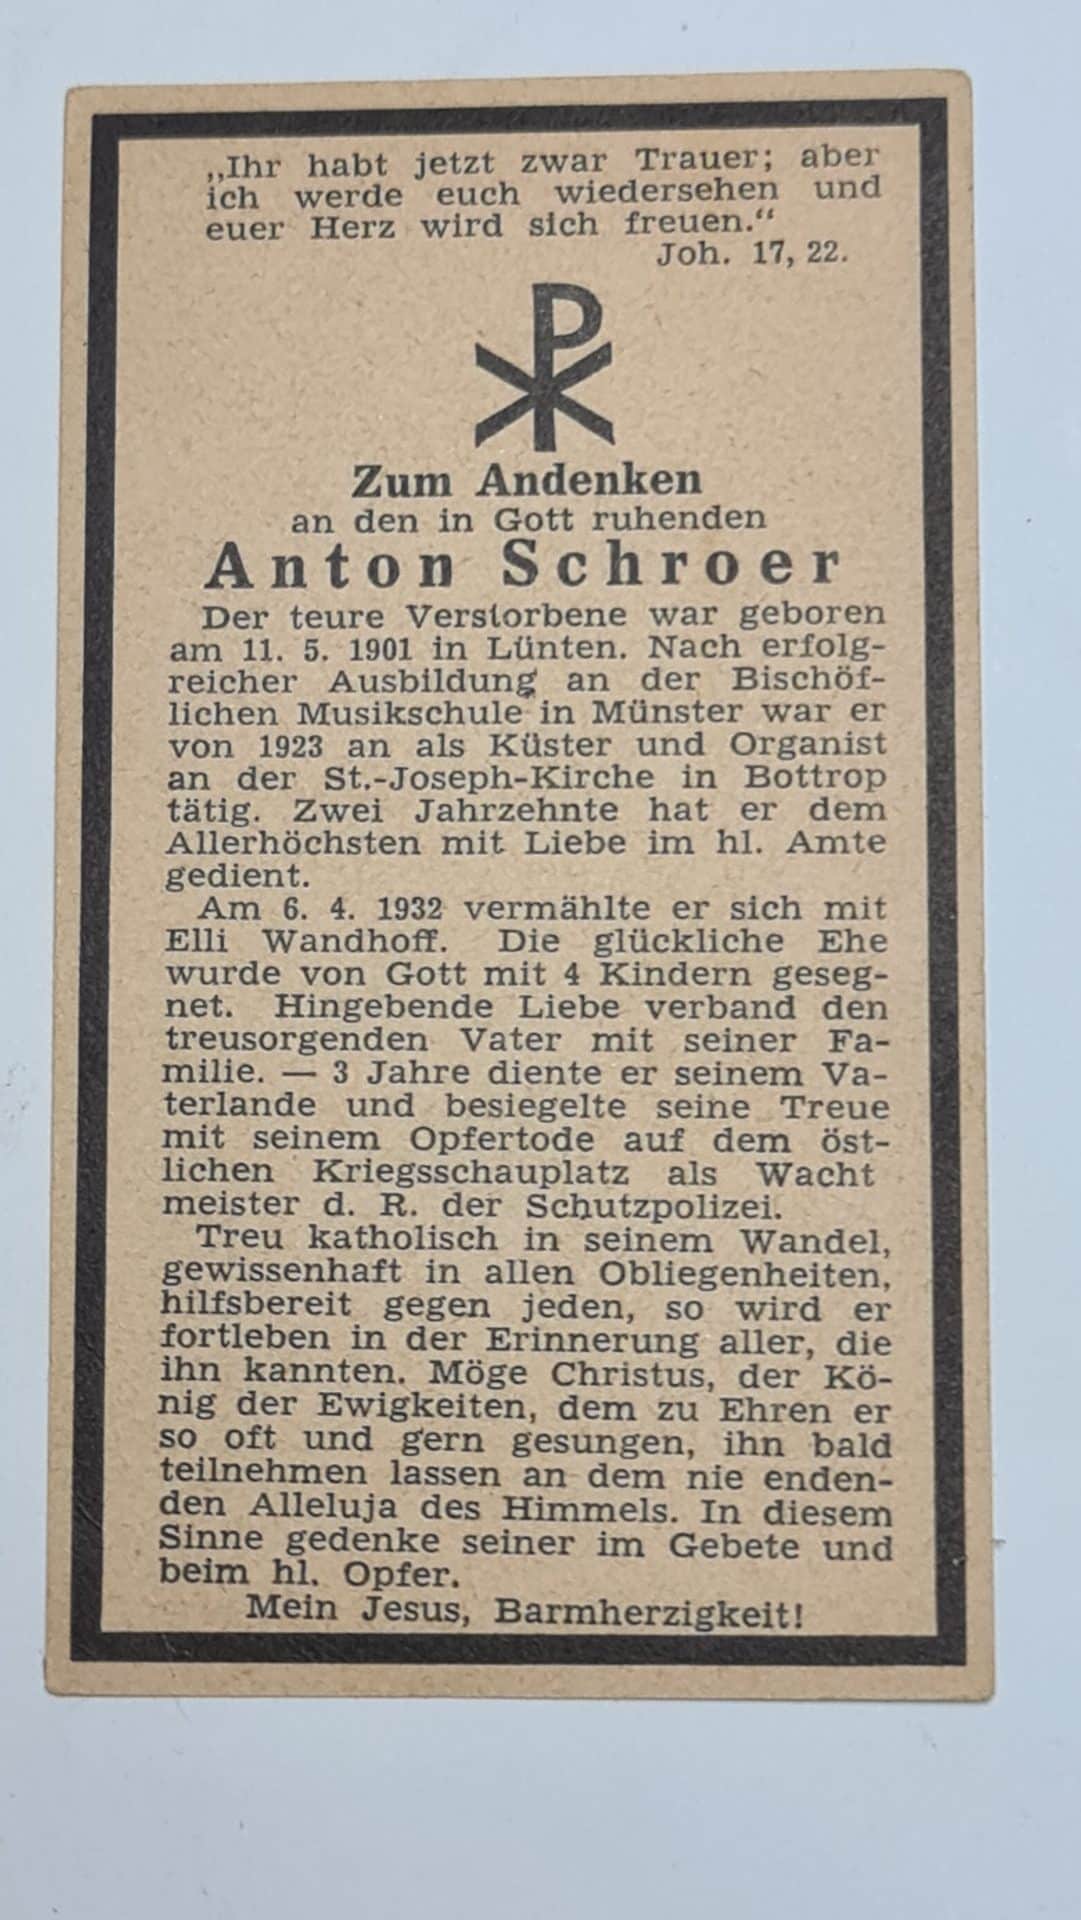 „Ihr habt jetzt zwar Trauer; aber
ich werde euch wiedersehen und
euer Herz wird sich freuen.“
Joh. 17, 22.
Zum Andenken
an den in Gott ruhenden
Anton Schroer
Der teure Verstorbene war geboren
am 11. 5. 1901 in Lünten. Nach erfolg-
reicher Ausbildung an der Bischöf-
lichen Musikschule in Münster war er
von 1923 an als Küster und Organist
an der St.-Joseph-Kirche in Bottrop
tätig. Zwei Jahrzehnte hat er dem
Allerhöchsten mit Liebe im hl. Amte
gedient.
Am 6. 4. 1932 vermählte er sich mit
Elli Wandhoff. Die glückliche Ehe
wurde von Gott mit 4 Kindern geseg-
net. Hingebende Liebe verband den
treusorgenden Vater mit seiner Fa-
milie. — 3 Jahre diente er seinem Va-
terlande und besiegelte seine Treue
mit seinem Opfertode auf dem öst-
lichen Kriegsschauplatz als Wacht
meister d. R. der Schutzpolizei.
Treu katholisch in seinem Wandel,
gewissenhaft in allen Obliegenheiten,
hilfsbereit gegen jeden, so wird er
fortleben in der Erinnerung aller, die
ihn kannten. Möge Christus, der Kö-
nig der Ewigkeiten, dem zu Ehren er
so oft und gern gesungen, ihn bald
teilnehmen lassen an dem nie enden-
den Alleluja des Himmels. In diesem
Sinne gedenke seiner im Gebete und
beim hl. Opfer.
Mein Jesus, Barmherzigkeit!